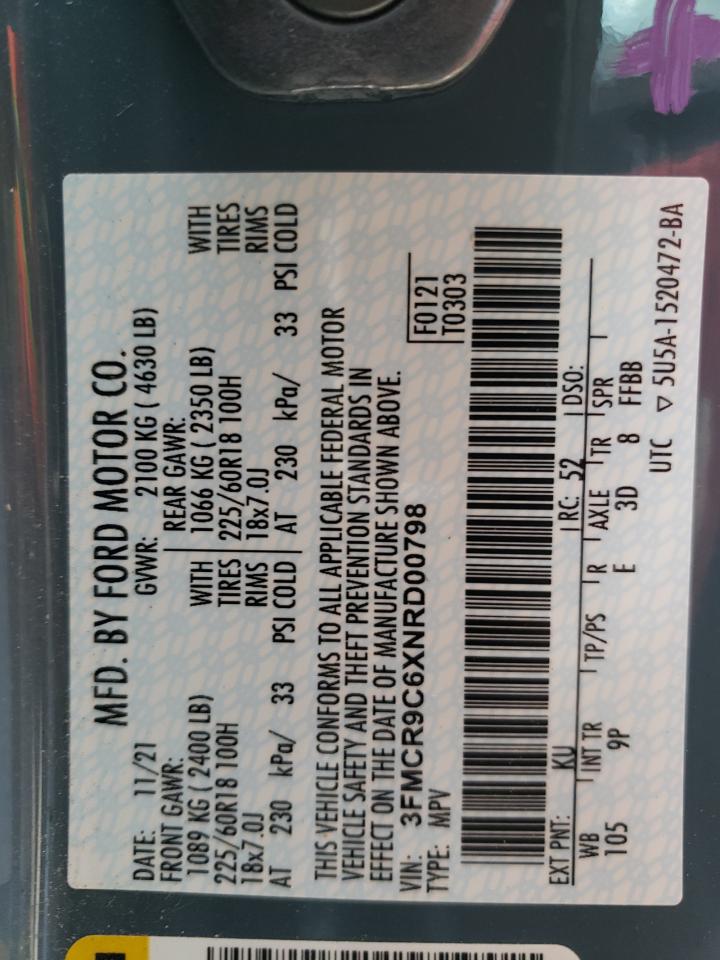 MFD. BY FORD MOTOR CO.
DATE: 11/21 GVWR: 2100 KG ( 4630 LB)
FRONT GAWR: REAR GAWR:
1089 KG ( 2400 LB) WITH 1066 KG ( 2350 LB) WITH
225/60R18 100H TIRES 225/60R18 100H TIRES
18x7.0J RIMS 18x7.0J RIMS
AT 230 kPa/ 33 PSI COLD AT 230 kPa/ 33 PSI COLD
THIS VEHICLE CONFORMS TO ALL APPLICABLE FEDERAL MOTOR
VEHICLE SAFETY AND THEFT PREVENTION STANDARDS IN
EFFECT ON THE DATE OF MANUFACTURE SHOWN ABOVE.
VIN: 3FMCR9C6XNRD00798 F0121
TYPE: MPV T0303
EXT PNT: KU RC: 52 DSO:
WB INT TR TP/PS R AXLE TR SPR
105 9P E 3D 8 FFBB
UTC ▽ 5U5A-1520472-BA